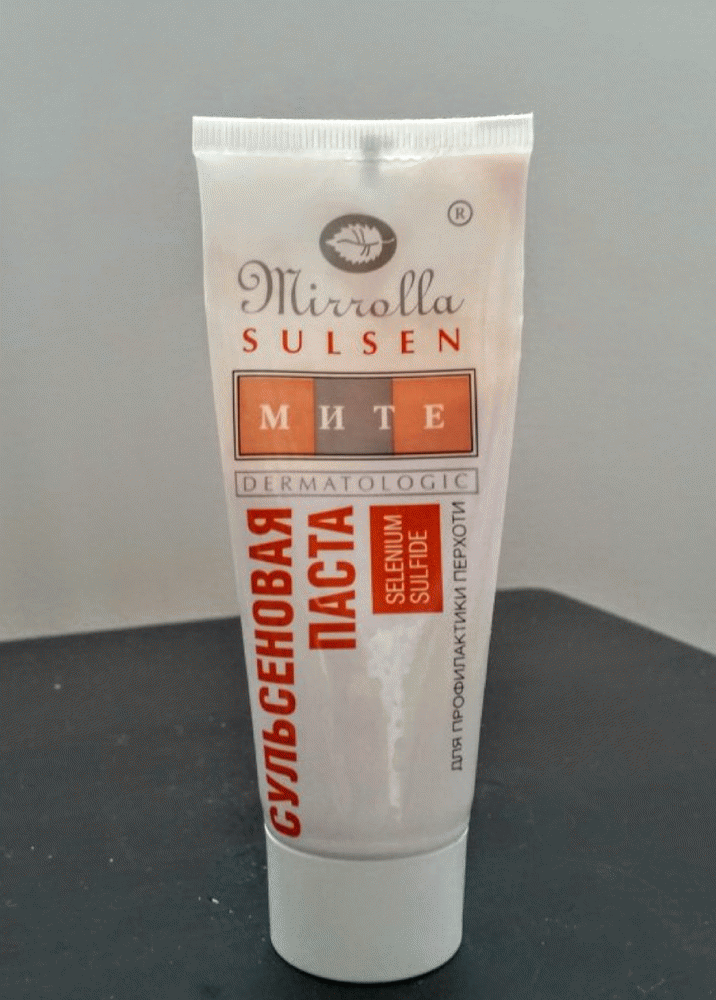 ®
Mirrolla
SULSEN
МИТЕ
DERMATOLOGIC
СУЛЬСЕНОВАЯ
ПАСТА
SELENIUM
SULFIDE
ДЛЯ ПРОФИЛАКТИКИ ПЕРХОТИ